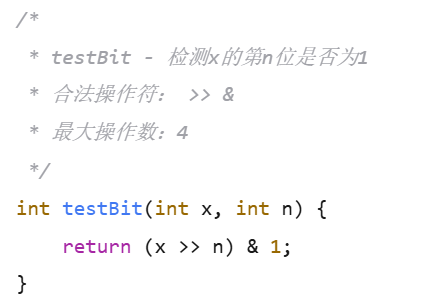 /*
 * testBit - 检测x的第n位是否为1
 * 合法操作符： >> &
 * 最大操作数：4
 */
int testBit(int x, int n) {
    return (x >> n) & 1;
}